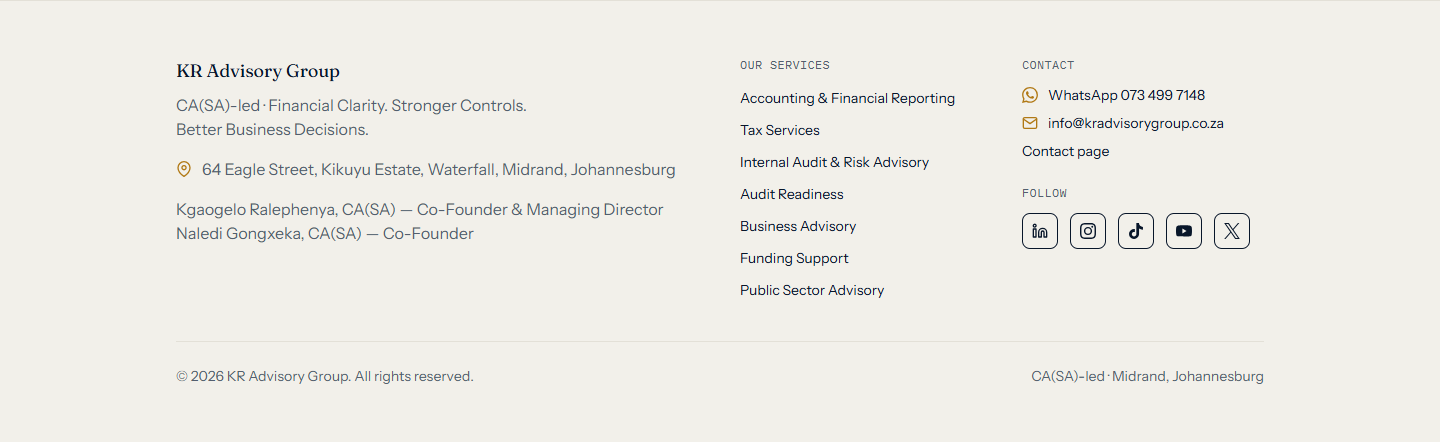 KR Advisory Group
CA(SA)-led · Financial Clarity. Stronger Controls.
Better Business Decisions.
64 Eagle Street, Kikuyu Estate, Waterfall, Midrand, Johannesburg
Kgaogelo Ralephenya, CA(SA) — Co-Founder & Managing Director
Naledi Gongxeka, CA(SA) — Co-Founder
OUR SERVICES
Accounting & Financial Reporting
Tax Services
Internal Audit & Risk Advisory
Audit Readiness
Business Advisory
Funding Support
Public Sector Advisory
CONTACT
WhatsApp 073 499 7148
info@kradvisorygroup.co.za
Contact page
FOLLOW
© 2026 KR Advisory Group. All rights reserved.
CA(SA)-led · Midrand, Johannesburg